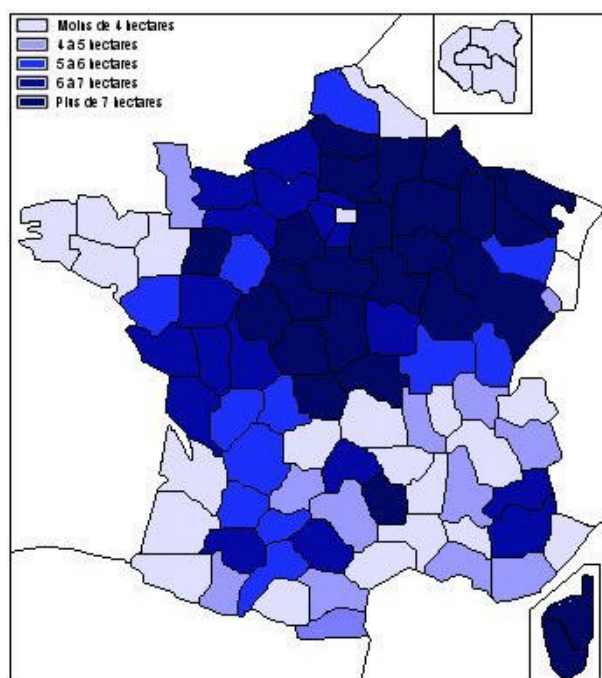 Moins de 4 hectares
4 à 5 hectares
5 à 6 hectares
6 à 7 hectares
Plus de 7 hectares